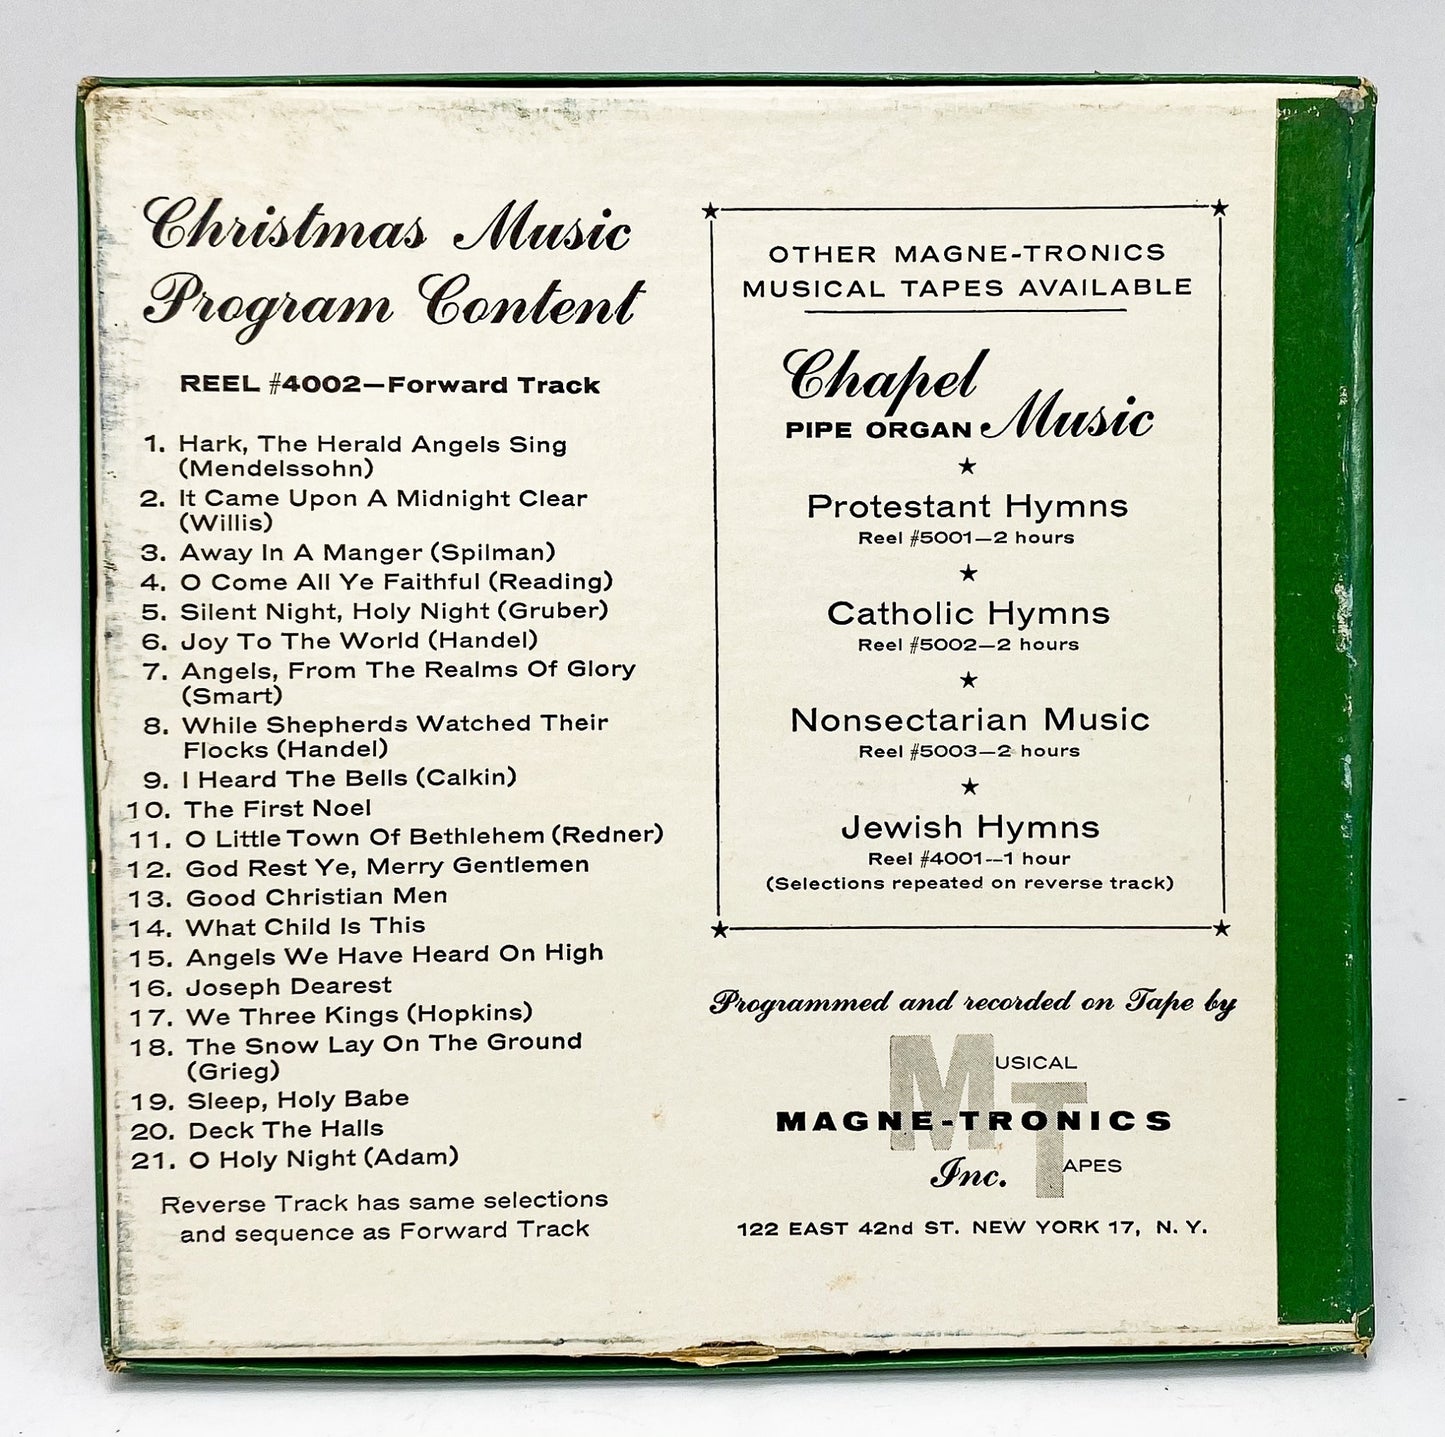 Christmas Music
Program Content
REEL #4002—Forward Track
1. Hark, The Herald Angels Sing
(Mendelssohn)
2. It Came Upon A Midnight Clear
(Willis)
3. Away In A Manger (Spilman)
4. O Come All Ye Faithful (Reading)
5. Silent Night, Holy Night (Gruber)
6. Joy To The World (Handel)
7. Angels, From The Realms Of Glory
(Smart)
8. While Shepherds Watched Their
Flocks (Handel)
9. I Heard The Bells (Calkin)
10. The First Noel
11. O Little Town Of Bethlehem (Redner)
12. God Rest Ye, Merry Gentlemen
13. Good Christian Men
14. What Child Is This
15. Angels We Have Heard On High
16. Joseph Dearest
17. We Three Kings (Hopkins)
18. The Snow Lay On The Ground
(Grieg)
19. Sleep, Holy Babe
20. Deck The Halls
21. O Holy Night (Adam)
Reverse Track has same selections
and sequence as Forward Track
OTHER MAGNE-TRONICS
MUSICAL TAPES AVAILABLE
Chapel
PIPE ORGAN Music
Protestant Hymns
Reel #5001—2 hours
Catholic Hymns
Reel #5002—2 hours
Nonsectarian Music
Reel #5003—2 hours
Jewish Hymns
Reel #4001—1 hour
(Selections repeated on reverse track)
Programmed and recorded on Tape by
MUSICAL
MAGNE-TRONICS
Inc. TAPES
122 EAST 42nd ST. NEW YORK 17, N. Y.